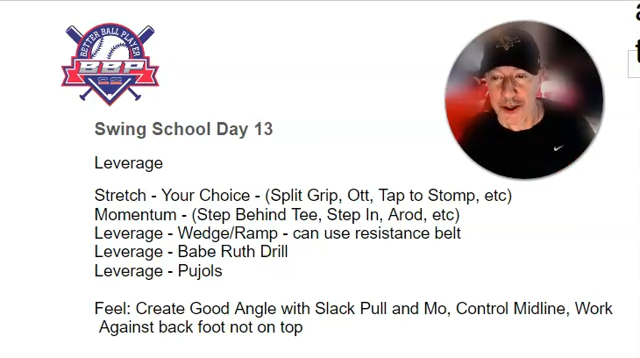 BETTER BALL PLAYER
BBP
Swing School Day 13
Leverage
Stretch - Your Choice - (Split Grip, Ott, Tap to Stomp, etc)
Momentum - (Step Behind Tee, Step In, Arod, etc)
Leverage - Wedge/Ramp - can use resistance belt
Leverage - Babe Ruth Drill
Leverage - Pujols
Feel: Create Good Angle with Slack Pull and Mo, Control Midline, Work
Against back foot not on top